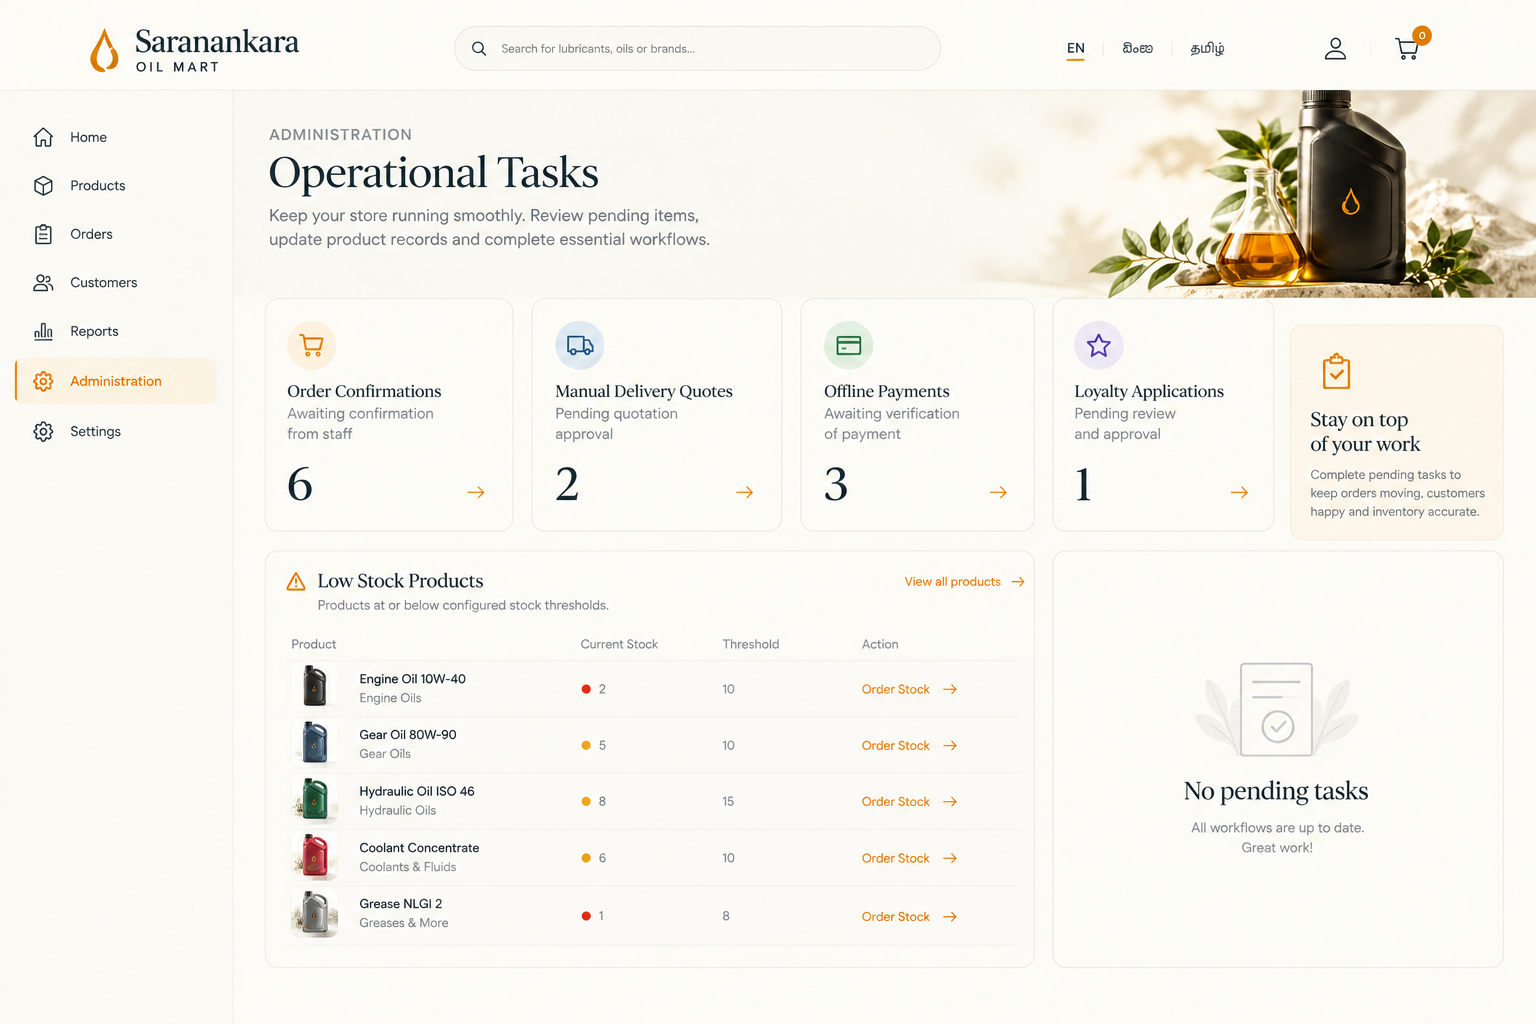 Saranankara
OIL MART
Search for lubricants, oils or brands...
EN
தமிழ்
0
Home
Products
Orders
Customers
Reports
Administration
Settings
ADMINISTRATION
Operational Tasks
Keep your store running smoothly. Review pending items,
update product records and complete essential workflows.
Order Confirmations
Awaiting confirmation
from staff
6
Manual Delivery Quotes
Pending quotation
approval
2
Offline Payments
Awaiting verification
of payment
3
Loyalty Applications
Pending review
and approval
1
Stay on top
of your work
Complete pending tasks to
keep orders moving, customers
happy and inventory accurate.
Low Stock Products
Products at or below configured stock thresholds.
View all products
Product Current Stock Threshold Action
Engine Oil 10W-40
Engine Oils
2 10 Order Stock
Gear Oil 80W-90
Gear Oils
5 10 Order Stock
Hydraulic Oil ISO 46
Hydraulic Oils
8 15 Order Stock
Coolant Concentrate
Coolants & Fluids
6 10 Order Stock
Grease NLGI 2
Greases & More
1 8 Order Stock
No pending tasks
All workflows are up to date.
Great work!